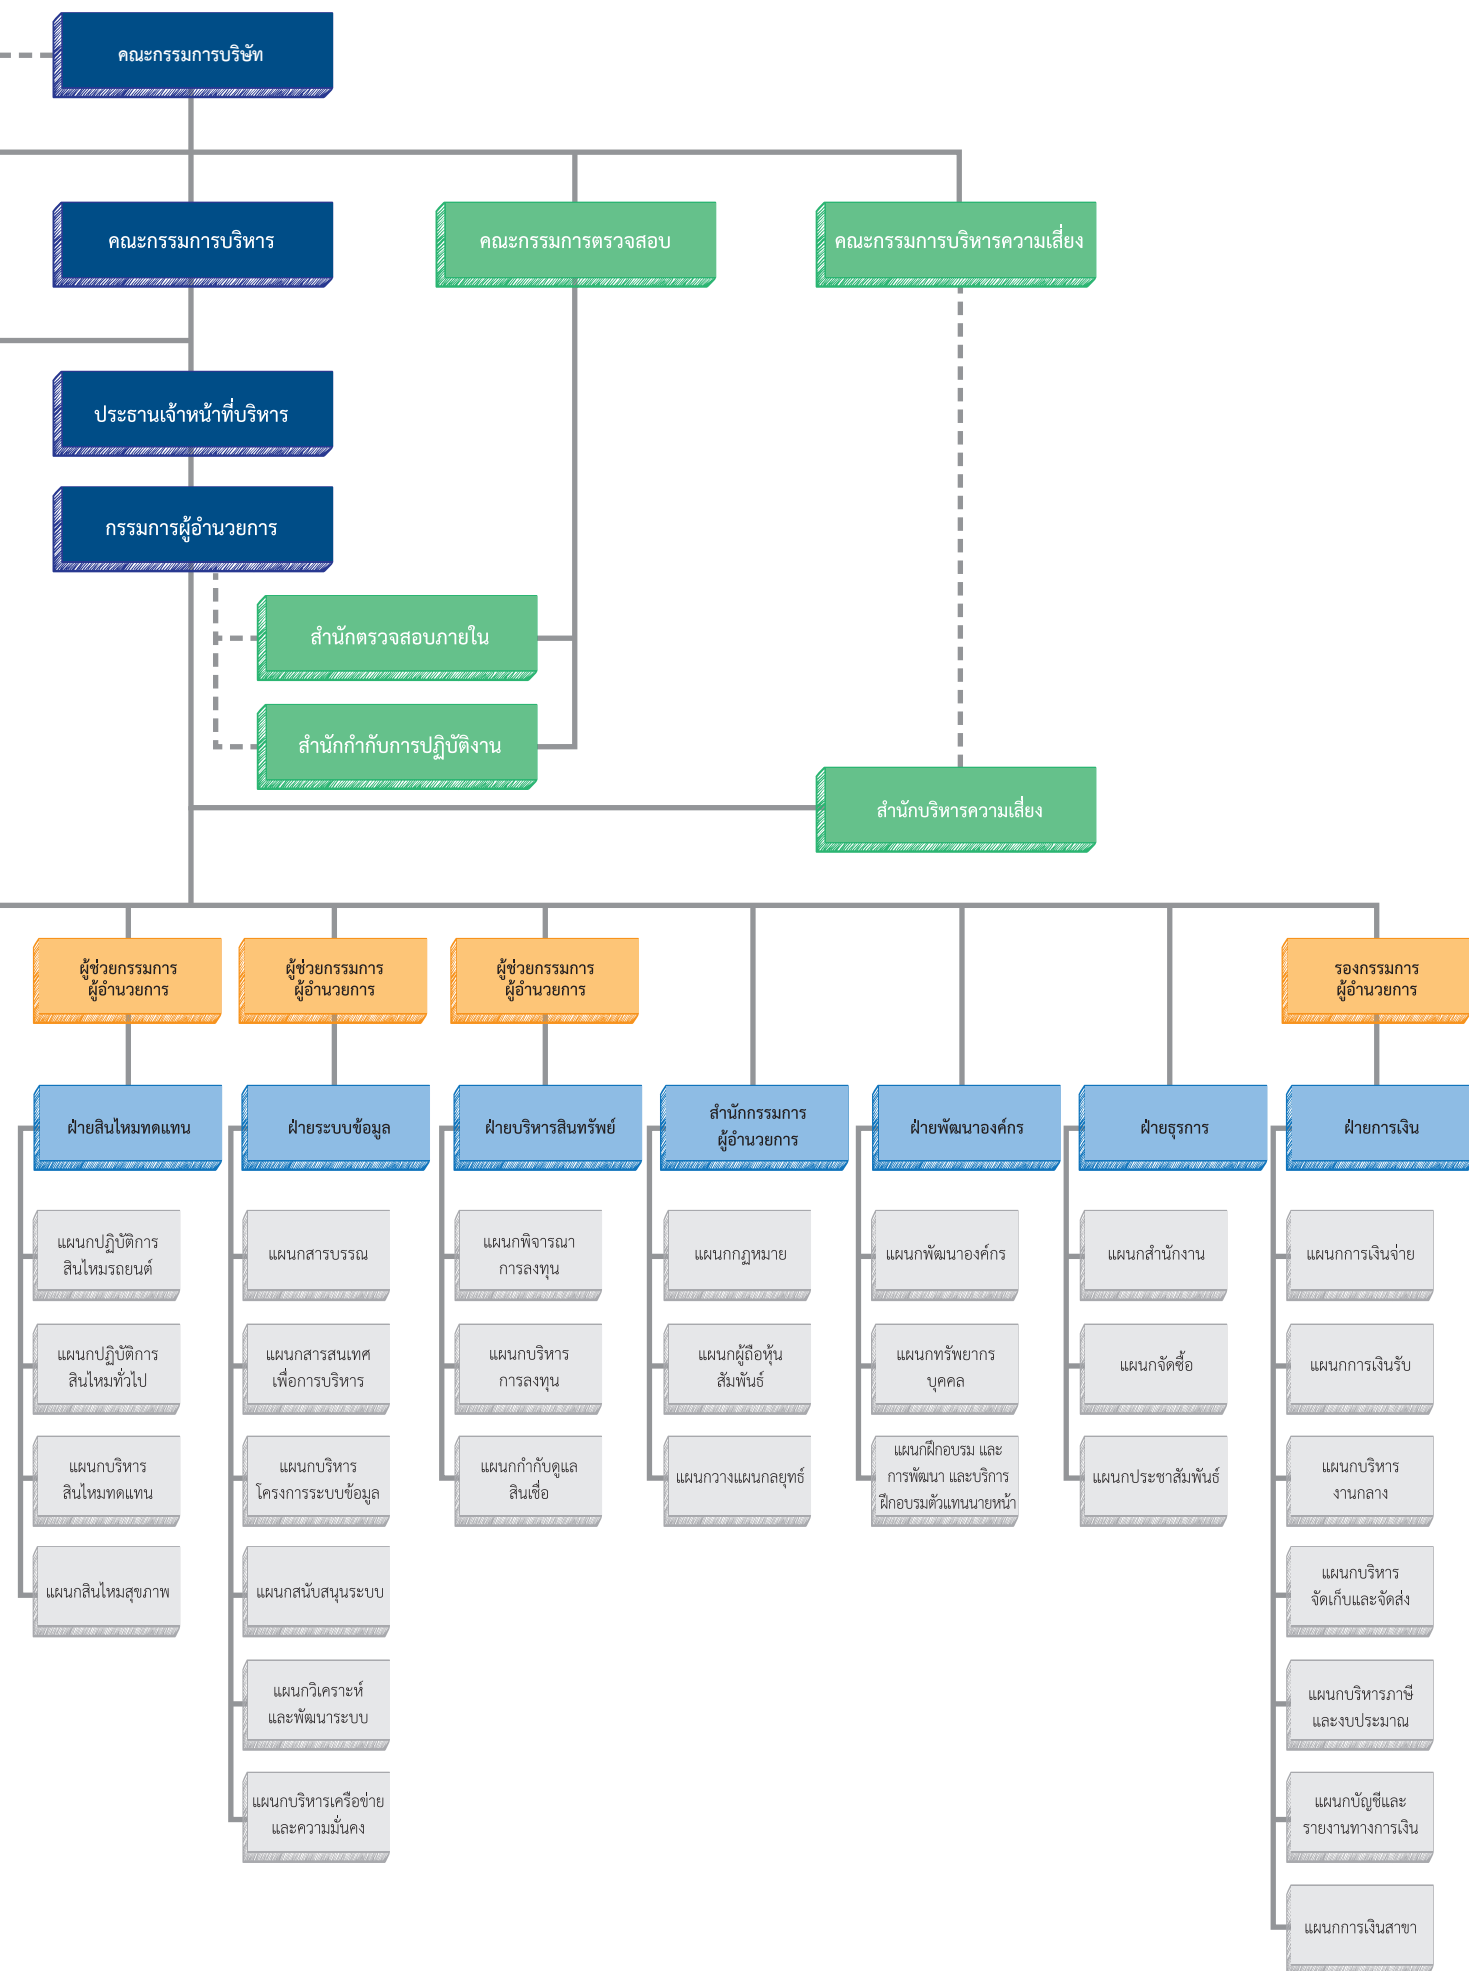 คณะกรรมการบริษัท
คณะกรรมการบริหาร
คณะกรรมการตรวจสอบ
คณะกรรมการบริหารความเสี่ยง
ประธานเจ้าหน้าที่บริหาร
กรรมการผู้อำนวยการ
สำนักตรวจสอบภายใน
สำนักกำกับการปฏิบัติงาน
สำนักบริหารความเสี่ยง
ผู้ช่วยกรรมการ
ผู้อำนวยการ
ผู้ช่วยกรรมการ
ผู้อำนวยการ
ผู้ช่วยกรรมการ
ผู้อำนวยการ
รองกรรมการ
ผู้อำนวยการ
ฝ่ายสินไหมทดแทน
ฝ่ายระบบข้อมูล
ฝ่ายบริหารสินทรัพย์
สำนักกรรมการ
ผู้อำนวยการ
ฝ่ายพัฒนาองค์กร
ฝ่ายธุรการ
ฝ่ายการเงิน
แผนกปฏิบัติการ
สินไหมรถยนต์
แผนกสารบรรณ
แผนกพิจารณา
การลงทุน
แผนกกฎหมาย
แผนกพัฒนาองค์กร
แผนกสำนักงาน
แผนกการเงินจ่าย
แผนกปฏิบัติการ
สินไหมทั่วไป
แผนกสารสนเทศ
เพื่อการบริหาร
แผนกบริหาร
การลงทุน
แผนกผู้ถือหุ้น
สัมพันธ์
แผนกทรัพยากร
บุคคล
แผนกจัดซื้อ
แผนกการเงินรับ
แผนกบริหาร
สินไหมทดแทน
แผนกบริหาร
โครงการระบบข้อมูล
แผนกกำกับดูแล
สินเชื่อ
แผนกวางแผนกลยุทธ์
แผนกฝึกอบรม และ
การพัฒนา และบริการ
ฝึกอบรมตัวแทนนายหน้า
แผนกประชาสัมพันธ์
แผนกบริหาร
งานกลาง
แผนกสินไหมสุขภาพ
แผนกสนับสนุนระบบ
แผนกบริหาร
จัดเก็บและจัดส่ง
แผนกวิเคราะห์
และพัฒนาระบบ
แผนกบริหารภาษี
และงบประมาณ
แผนกบริหารเครือข่าย
และความมั่นคง
แผนกบัญชีและ
รายงานทางการเงิน
แผนกการเงินสาขา